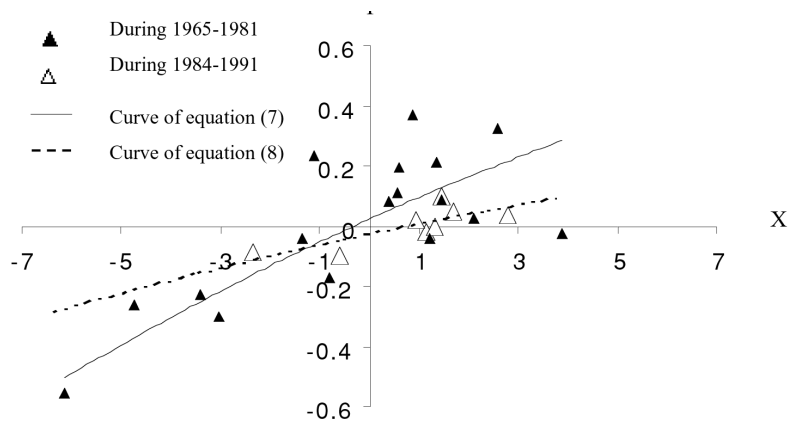 During 1965-1981
During 1984-1991
Curve of equation (7)
Curve of equation (8)
0.6
0.4
0.2
0
-0.2
-0.4
-0.6
-7 -5 -3 -1 1 3 5 7
X